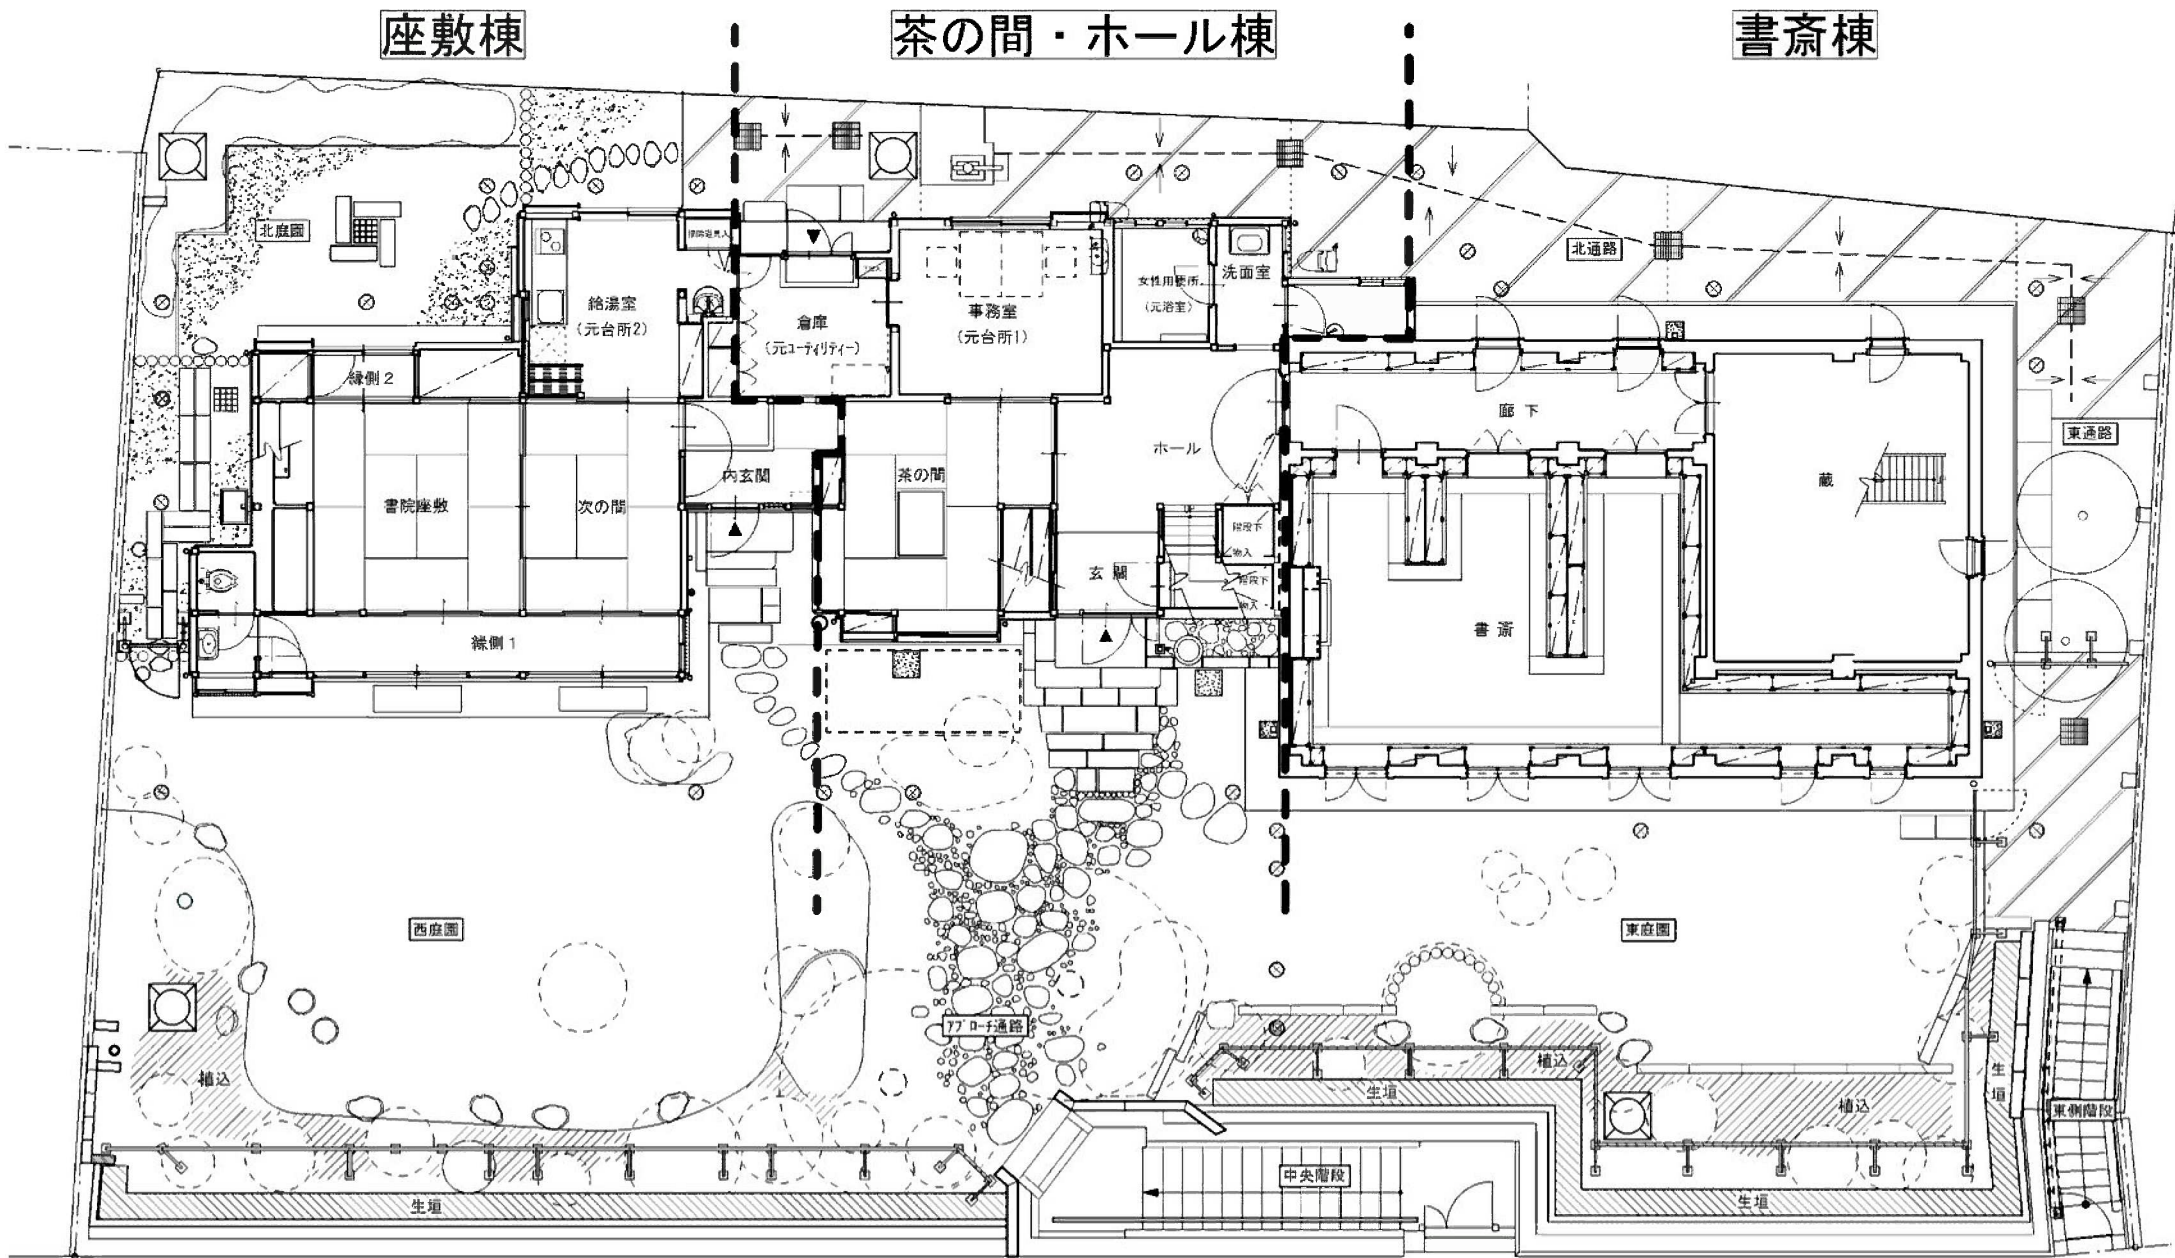 座敷棟
茶の間・ホール棟
書斎棟
北庭園
北通路
給湯室
(元台所2)
倉庫
(元ユーティリティー)
事務室
(元台所1)
女性用便所
(元浴室)
洗面室
縁側2
廊下
東通路
書院座敷
次の間
内玄関
茶の間
ホール
蔵
階段下
物入
階段下
物入
玄関
書斎
縁側1
西庭園
東庭園
アプローチ通路
植込
植込
植込
生垣
生垣
生垣
生垣
中央階段
東側階段